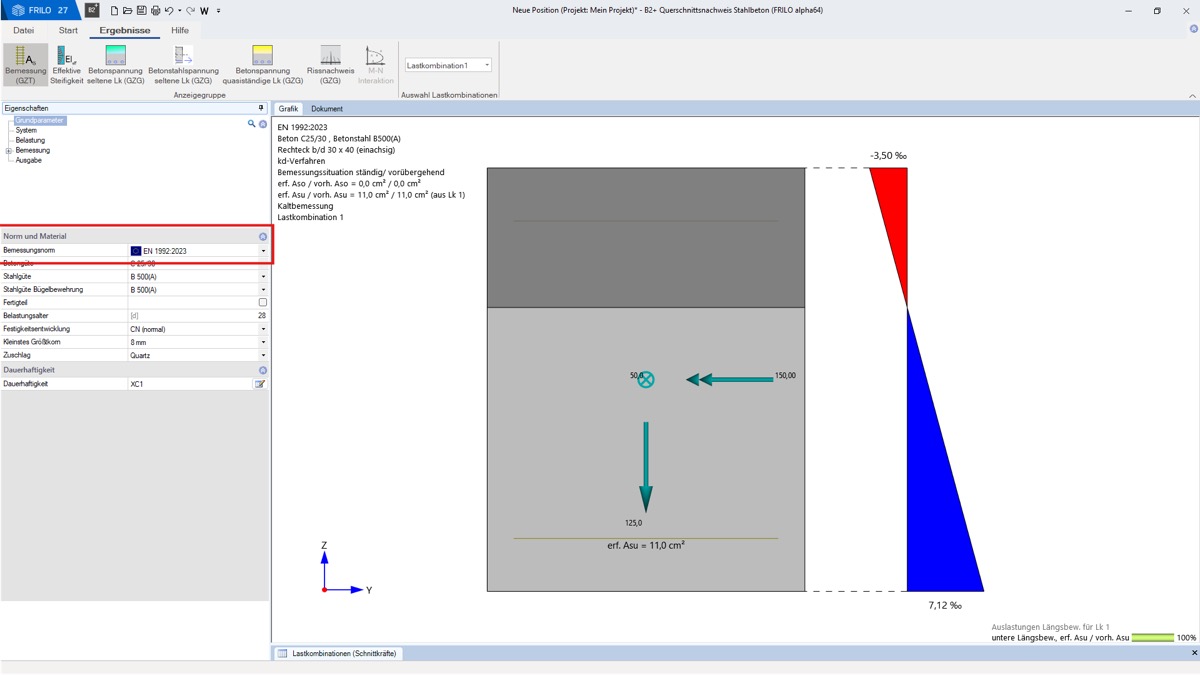 FRILO 27
B2+
W
Neue Position (Projekt: Mein Projekt)* - B2+ Querschnittsnachweis Stahlbeton (FRILO alpha64)
Datei Start Ergebnisse Hilfe
Bemessung (GZT)
Effektive Steifigkeit
Betonspannung seltene Lk (GZG)
Betonstahlspannung seltene Lk (GZG)
Betonspannung quasiständige Lk (GZG)
Rissnachweis (GZG)
M-N Interaktion
Lastkombination1
Anzeigegruppe
Auswahl Lastkombinationen
Eigenschaften
Grundparameter
System
Belastung
Bemessung
Ausgabe
Norm und Material
Bemessungsnorm EN 1992:2023
Betongüte C 25/30
Stahlgüte B 500(A)
Stahlgüte Bügelbewehrung B 500(A)
Fertigteil
Belastungsalter [d] 28
Festigkeitsentwicklung CN (normal)
Kleinstes Größtkorn 8 mm
Zuschlag Quartz
Dauerhaftigkeit
Dauerhaftigkeit XC1
Grafik Dokument
EN 1992:2023
Beton C25/30 , Betonstahl B500(A)
Rechteck b/d 30 x 40 (einachsig)
kd-Verfahren
Bemessungssituation ständig/ vorübergehend
erf. Aso / vorh. Aso = 0,0 cm² / 0,0 cm²
erf. Asu / vorh. Asu = 11,0 cm² / 11,0 cm² (aus Lk 1)
Kaltbemessung
Lastkombination 1
-3,50 ‰
50,0
150,00
125,0
erf. Asu = 11,0 cm²
Z
Y
7,12 ‰
Auslastungen Längsbew. für Lk 1
untere Längsbew., erf. Asu / vorh. Asu 100%
Lastkombinationen (Schnittkräfte)